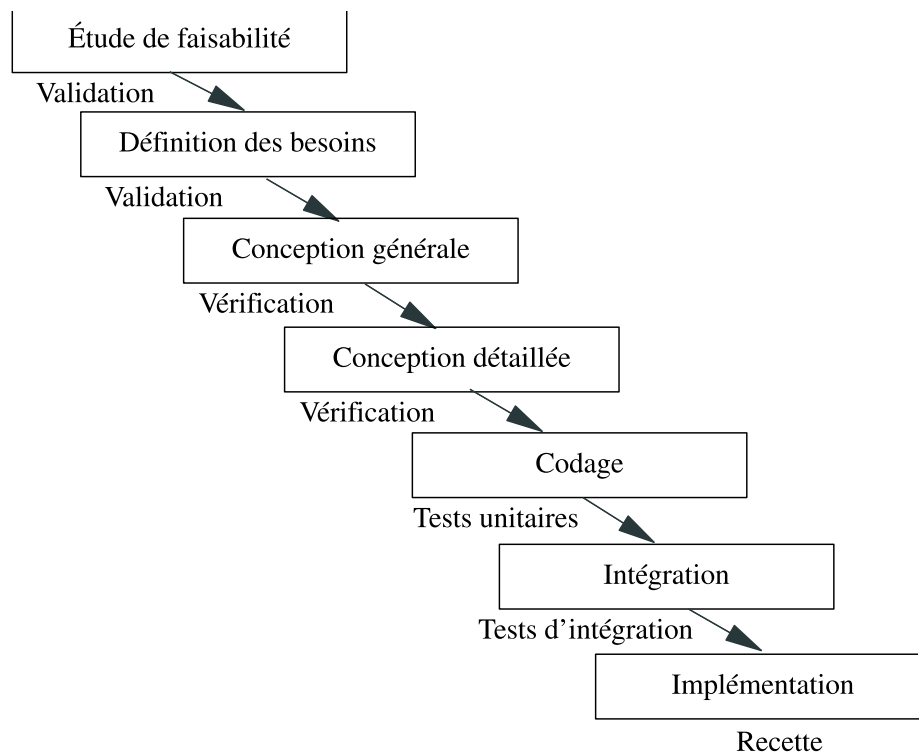 Étude de faisabilité
Validation
Définition des besoins
Validation
Conception générale
Vérification
Conception détaillée
Vérification
Codage
Tests unitaires
Intégration
Tests d'intégration
Implémentation
Recette